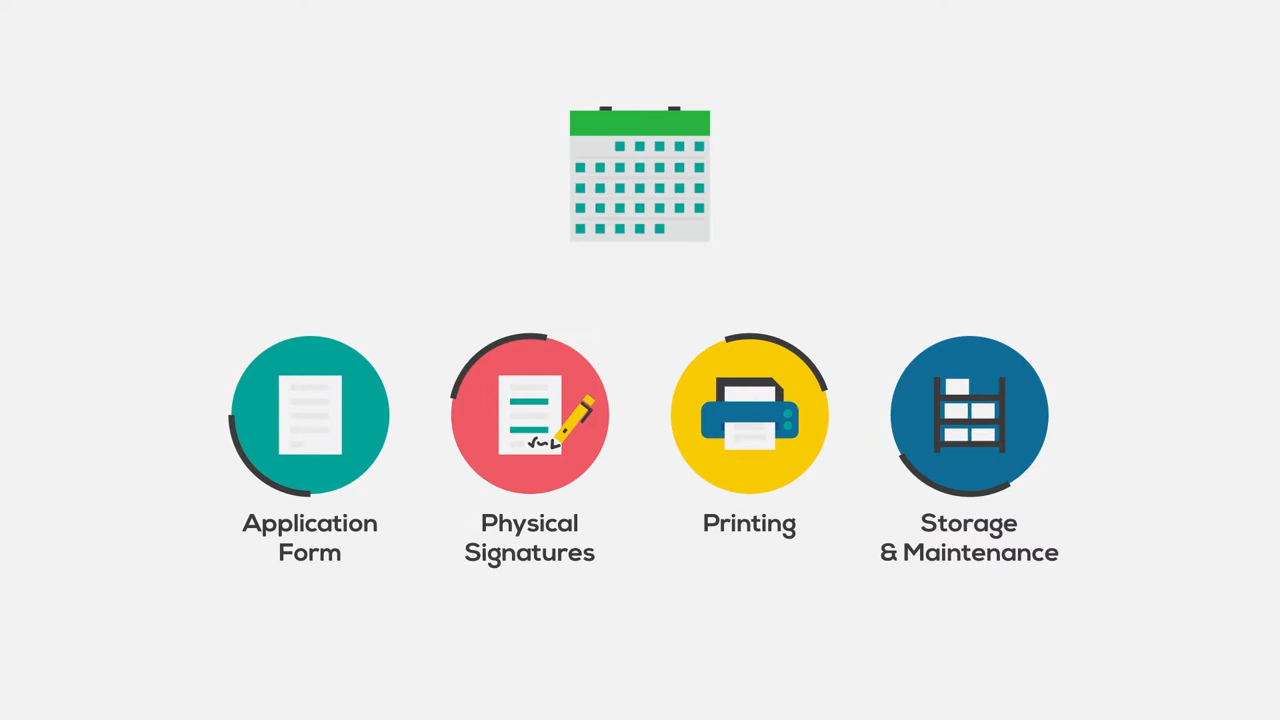 Application
Form
Physical
Signatures
Printing
Storage
& Maintenance